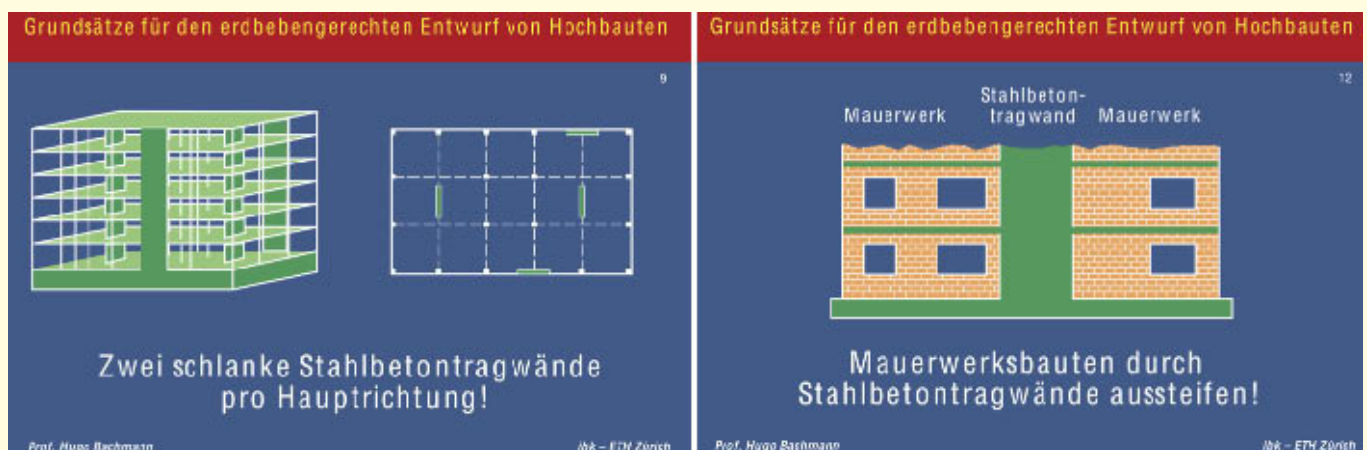 Grundsätze für den erdbebengerechten Entwurf von Hochbauten
9
Zwei schlanke Stahlbetontragwände
pro Hauptrichtung!
Prof. Hugo Bachmann
ibk – ETH Zürich
Grundsätze für den erdbebengerechten Entwurf von Hochbauten
12
Mauerwerk
Stahlbeton-
tragwand
Mauerwerk
Mauerwerksbauten durch
Stahlbetontragwände aussteifen!
Prof. Hugo Bachmann
ibk – ETH Zürich